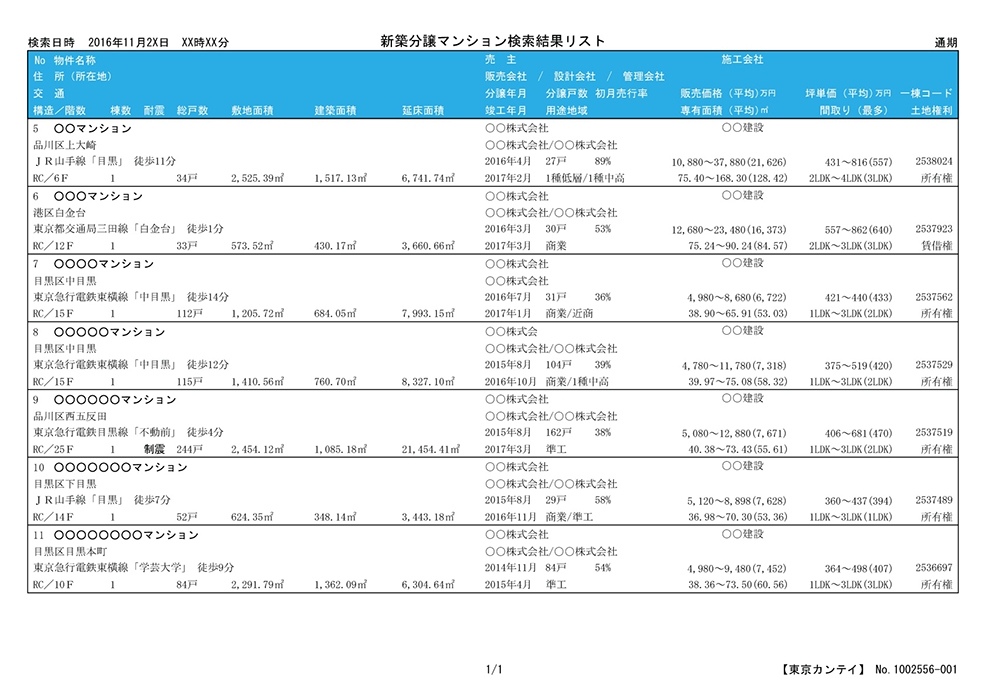 検索日時 2016年11月2X日 XX時XX分 新築分譲マンション検索結果リスト 通期
No 物件名称 売 主 施工会社
住 所（所在地） 販売会社 / 設計会社 / 管理会社
交 通 分譲年月 分譲戸数 初月売行率 販売価格（平均）万円 坪単価（平均）万円 一棟コード
構造／階数 棟数 耐震 総戸数 敷地面積 建築面積 延床面積 竣工年月 用途地域 専有面積（平均）㎡ 間取り（最多） 土地権利
5 〇〇マンション 〇〇株式会社 〇〇建設
品川区上大崎 〇〇株式会社/〇〇株式会社
ＪＲ山手線「目黒」 徒歩11分 2016年4月 27戸 89% 10,880～37,880(21,626) 431～816(557) 2538024
RC／6Ｆ 1 34戸 2,525.39㎡ 1,517.13㎡ 6,741.74㎡ 2017年2月 1種低層/1種中高 75.40～168.30(128.42) 2LDK～4LDK(3LDK) 所有権
6 〇〇〇マンション 〇〇株式会社 〇〇建設
港区白金台 〇〇株式会社/〇〇株式会社
東京都交通局三田線「白金台」 徒歩1分 2016年3月 30戸 53% 12,680～23,480(16,373) 557～862(640) 2537923
RC／12Ｆ 1 33戸 573.52㎡ 430.17㎡ 3,660.66㎡ 2017年3月 商業 75.24～90.24(84.57) 2LDK～3LDK(3LDK) 賃借権
7 〇〇〇〇マンション 〇〇株式会社 〇〇建設
目黒区中目黒 〇〇株式会社
東京急行電鉄東横線「中目黒」 徒歩14分 2016年7月 31戸 36% 4,980～8,680(6,722) 421～440(433) 2537562
RC／15Ｆ 1 112戸 1,205.72㎡ 684.05㎡ 7,993.15㎡ 2017年1月 商業/近商 38.90～65.91(53.03) 1LDK～3LDK(2LDK) 所有権
8 〇〇〇〇〇マンション 〇〇株式会 〇〇建設
目黒区中目黒 〇〇株式会社/〇〇株式会社
東京急行電鉄東横線「中目黒」 徒歩12分 2015年8月 104戸 39% 4,780～11,780(7,318) 375～519(420) 2537529
RC／15Ｆ 1 115戸 1,410.56㎡ 760.70㎡ 8,327.10㎡ 2016年10月 商業/1種中高 39.97～75.08(58.32) 1LDK～3LDK(2LDK) 所有権
9 〇〇〇〇〇〇マンション 〇〇株式会社 〇〇建設
品川区西五反田 〇〇株式会社/〇〇株式会社
東京急行電鉄目黒線「不動前」 徒歩4分 2015年8月 162戸 38% 5,080～12,880(7,671) 406～681(470) 2537519
RC／25Ｆ 1 制震 244戸 2,454.12㎡ 1,085.18㎡ 21,454.41㎡ 2017年3月 準工 40.38～73.43(55.61) 1LDK～3LDK(3LDK) 所有権
10 〇〇〇〇〇〇〇マンション 〇〇株式会社 〇〇建設
目黒区下目黒 〇〇株式会社/〇〇株式会社
ＪＲ山手線「目黒」 徒歩7分 2015年8月 29戸 58% 5,120～8,898(7,628) 360～437(394) 2537489
RC／14Ｆ 1 52戸 624.35㎡ 348.14㎡ 3,443.18㎡ 2016年11月 商業/準工 36.98～70.30(53.36) 1LDK～3LDK(1LDK) 所有権
11 〇〇〇〇〇〇〇〇マンション 〇〇株式会社 〇〇建設
目黒区目黒本町 〇〇株式会社/〇〇株式会社
東京急行電鉄東横線「学芸大学」 徒歩9分 2014年11月 84戸 54% 4,980～9,480(7,452) 364～498(407) 2536697
RC／10Ｆ 1 84戸 2,291.79㎡ 1,362.09㎡ 6,304.64㎡ 2015年4月 準工 38.36～73.50(60.56) 1LDK～3LDK(3LDK) 所有権
1/1 【東京カンテイ】 No.1002556-001